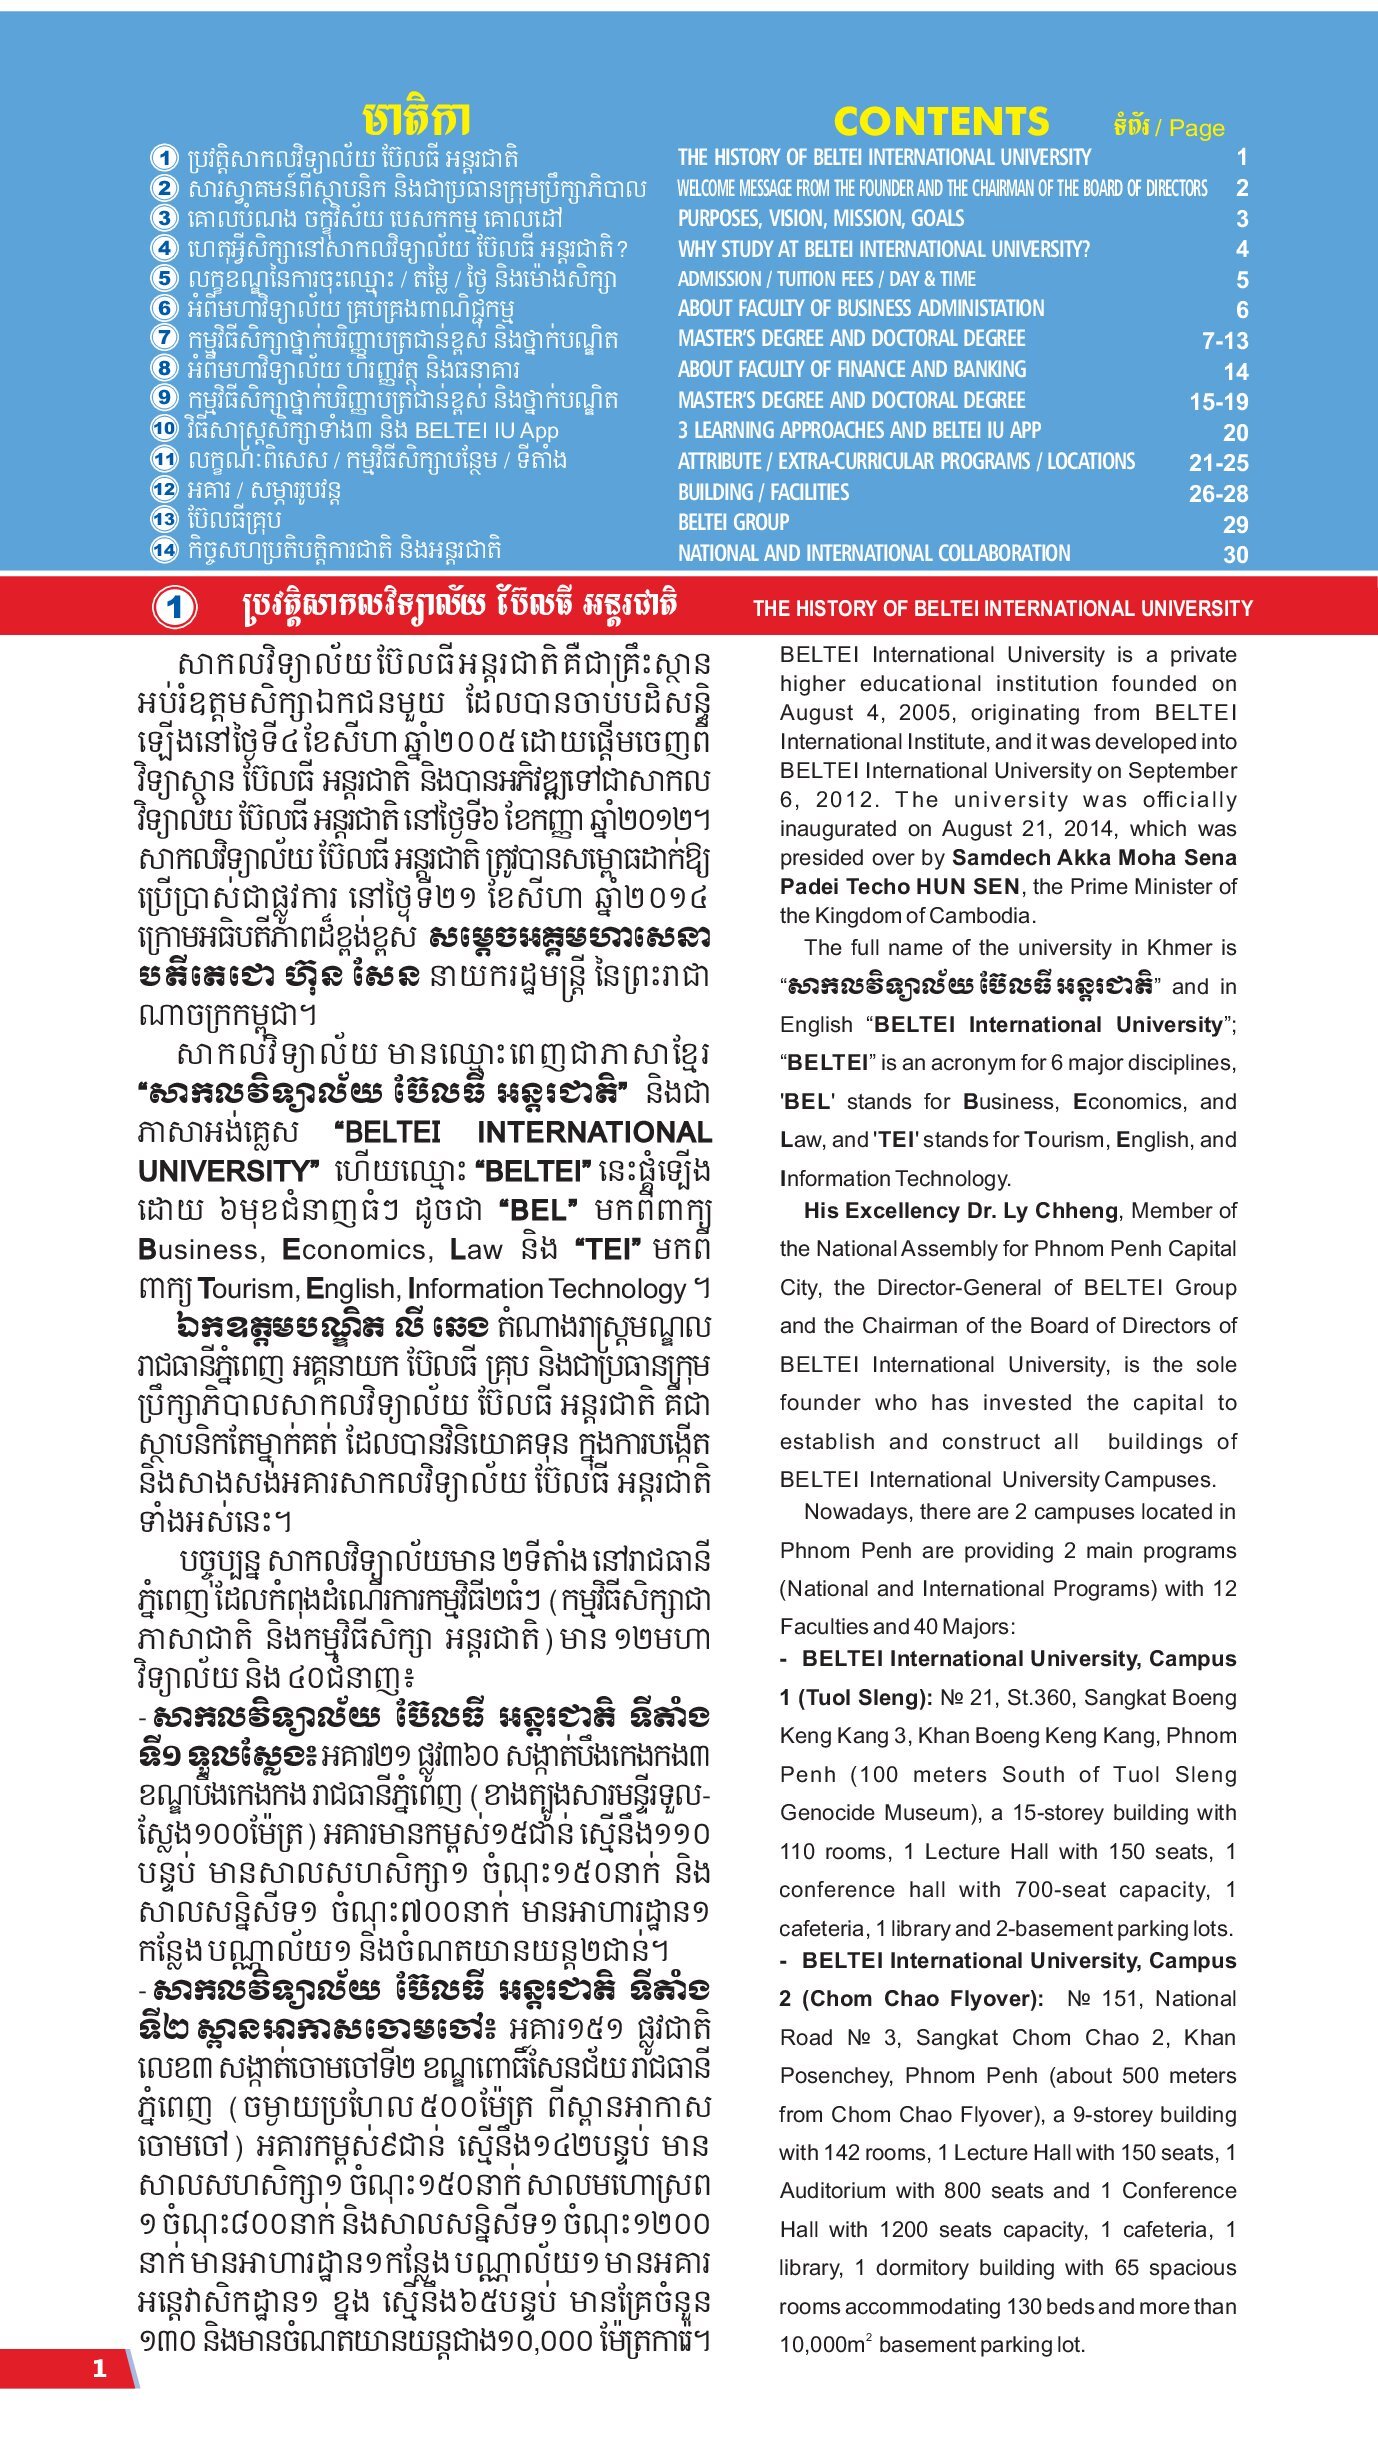 មាតិកា CONTENTS ទំព័រ / Page
1 ប្រវត្តិសាកលវិទ្យាល័យ ប៊ែលធី អន្តរជាតិ THE HISTORY OF BELTEI INTERNATIONAL UNIVERSITY 1
2 សារស្វាគមន៍ពីស្ថាបនិក និងជាប្រធានក្រុមប្រឹក្សាភិបាល WELCOME MESSAGE FROM THE FOUNDER AND THE CHAIRMAN OF THE BOARD OF DIRECTORS 2
3 គោលបំណង ចក្ខុវិស័យ បេសកកម្ម គោលដៅ PURPOSES, VISION, MISSION, GOALS 3
4 ហេតុអ្វីសិក្សានៅសាកលវិទ្យាល័យ ប៊ែលធី អន្តរជាតិ? WHY STUDY AT BELTEI INTERNATIONAL UNIVERSITY? 4
5 លក្ខខណ្ឌនៃការចុះឈ្មោះ / តម្លៃ / ថ្ងៃ និងម៉ោងសិក្សា ADMISSION / TUITION FEES / DAY & TIME 5
6 អំពីមហាវិទ្យាល័យ គ្រប់គ្រងពាណិជ្ជកម្ម ABOUT FACULTY OF BUSINESS ADMINISTATION 6
7 កម្មវិធីសិក្សាថ្នាក់បរិញ្ញាបត្រជាន់ខ្ពស់ និងថ្នាក់បណ្ឌិត MASTER'S DEGREE AND DOCTORAL DEGREE 7-13
8 អំពីមហាវិទ្យាល័យ ហិរញ្ញវត្ថុ និងធនាគារ ABOUT FACULTY OF FINANCE AND BANKING 14
9 កម្មវិធីសិក្សាថ្នាក់បរិញ្ញាបត្រជាន់ខ្ពស់ និងថ្នាក់បណ្ឌិត MASTER'S DEGREE AND DOCTORAL DEGREE 15-19
10 វិធីសាស្ត្រសិក្សាទាំង៣ និង BELTEI IU App 3 LEARNING APPROACHES AND BELTEI IU APP 20
11 លក្ខណៈពិសេស / កម្មវិធីសិក្សាបន្ថែម / ទីតាំង ATTRIBUTE / EXTRA-CURRICULAR PROGRAMS / LOCATIONS 21-25
12 អគារ / សម្ភាររូបវន្ត BUILDING / FACILITIES 26-28
13 ប៊ែលធីគ្រុប BELTEI GROUP 29
14 កិច្ចសហប្រតិបត្តិការជាតិ និងអន្តរជាតិ NATIONAL AND INTERNATIONAL COLLABORATION 30
1 ប្រវត្តិសាកលវិទ្យាល័យ ប៊ែលធី អន្តរជាតិ THE HISTORY OF BELTEI INTERNATIONAL UNIVERSITY
សាកលវិទ្យាល័យប៊ែលធីអន្តរជាតិ គឺជាគ្រឹះស្ថាន
អប់រំឧត្តមសិក្សាឯកជនមួយ ដែលបានចាប់បដិសន្ធិ
ឡើងនៅថ្ងៃទី៤ ខែសីហា ឆ្នាំ២០០៥ ដោយផ្តើមចេញពី
វិទ្យាស្ថាន ប៊ែលធី អន្តរជាតិ និងបានអភិវឌ្ឍទៅជាសាកល
វិទ្យាល័យ ប៊ែលធី អន្តរជាតិ នៅថ្ងៃទី៦ ខែកញ្ញា ឆ្នាំ២០១២។
សាកលវិទ្យាល័យ ប៊ែលធី អន្តរជាតិ ត្រូវបានសម្ពោធដាក់ឱ្យ
ប្រើប្រាស់ជាផ្លូវការ នៅថ្ងៃទី២១ ខែសីហា ឆ្នាំ២០១៤
ក្រោមអធិបតីភាពដ៏ខ្ពង់ខ្ពស់ សម្តេចអគ្គមហាសេនា
បតីតេជោ ហ៊ុន សែន នាយករដ្ឋមន្ត្រី នៃព្រះរាជា
ណាចក្រកម្ពុជា។
សាកលវិទ្យាល័យ មានឈ្មោះពេញជាភាសាខ្មែរ
“សាកលវិទ្យាល័យ ប៊ែលធី អន្តរជាតិ” និងជា
ភាសាអង់គ្លេស “BELTEI INTERNATIONAL
UNIVERSITY” ហើយឈ្មោះ “BELTEI” នេះផ្គុំឡើង
ដោយ ៦មុខជំនាញធំៗ ដូចជា “BEL” មកពីពាក្យ
Business, Economics, Law និង “TEI” មកពី
ពាក្យ Tourism, English, Information Technology ។
ឯកឧត្តមបណ្ឌិត លី ឆេង តំណាងរាស្ត្រមណ្ឌល
រាជធានីភ្នំពេញ អគ្គនាយក ប៊ែលធី គ្រុប និងជាប្រធានក្រុម
ប្រឹក្សាភិបាលសាកលវិទ្យាល័យ ប៊ែលធី អន្តរជាតិ គឺជា
ស្ថាបនិកតែម្នាក់គត់ ដែលបានវិនិយោគទុន ក្នុងការបង្កើត
និងសាងសង់អគារសាកលវិទ្យាល័យ ប៊ែលធី អន្តរជាតិ
ទាំងអស់នេះ។
បច្ចុប្បន្ន សាកលវិទ្យាល័យមាន ២ទីតាំង នៅរាជធានី
ភ្នំពេញ ដែលកំពុងដំណើរការកម្មវិធី២ធំៗ (កម្មវិធីសិក្សាជា
ភាសាជាតិ និងកម្មវិធីសិក្សា អន្តរជាតិ) មាន ១២មហា
វិទ្យាល័យ និង ៤០ជំនាញ៖
- សាកលវិទ្យាល័យ ប៊ែលធី អន្តរជាតិ ទីតាំង
ទី១ ទួលស្លែង៖ អគារ២១ ផ្លូវ៣៦០ សង្កាត់បឹងកេងកង៣
ខណ្ឌបឹងកេងកង រាជធានីភ្នំពេញ (ខាងត្បូងសារមន្ទីរទួល-
ស្លែង១០០ម៉ែត្រ) អគារមានកម្ពស់១៥ជាន់ ស្មើនឹង១១០
បន្ទប់ មានសាលសហសិក្សា១ ចំណុះ១៥០នាក់ និង
សាលសន្និសីទ១ ចំណុះ៧០០នាក់ មានអាហារដ្ឋាន១
កន្លែង បណ្ណាល័យ១ និងចំណតយានយន្ត២ជាន់។
- សាកលវិទ្យាល័យ ប៊ែលធី អន្តរជាតិ ទីតាំង
ទី២ ស្ពានអាកាសចោមចៅ៖ អគារ១៥១ ផ្លូវជាតិ
លេខ៣ សង្កាត់ចោមចៅទី២ ខណ្ឌពោធិ៍សែនជ័យ រាជធានី
ភ្នំពេញ (ចម្ងាយប្រហែល ៥០០ម៉ែត្រ ពីស្ពានអាកាស
ចោមចៅ) អគារកម្ពស់៩ជាន់ ស្មើនឹង១៤២បន្ទប់ មាន
សាលសហសិក្សា១ ចំណុះ១៥០នាក់ សាលមហោស្រព
១ ចំណុះ៨០០នាក់ និងសាលសន្និសីទ១ ចំណុះ១២០០
នាក់ មានអាហារដ្ឋាន១កន្លែង បណ្ណាល័យ១ មានអគារ
អន្តេវាសិកដ្ឋាន១ ខ្នង ស្មើនឹង៦៥បន្ទប់ មានគ្រែចំនួន
១៣០ និងមានចំណតយានយន្តជាង១០,០០០ ម៉ែត្រការ៉េ។
BELTEI International University is a private
higher educational institution founded on
August 4, 2005, originating from BELTEI
International Institute, and it was developed into
BELTEI International University on September
6, 2012. The university was officially
inaugurated on August 21, 2014, which was
presided over by Samdech Akka Moha Sena
Padei Techo HUN SEN, the Prime Minister of
the Kingdom of Cambodia.
The full name of the university in Khmer is
“សាកលវិទ្យាល័យ ប៊ែលធី អន្តរជាតិ” and in
English “BELTEI International University”;
“BELTEI” is an acronym for 6 major disciplines,
'BEL' stands for Business, Economics, and
Law, and 'TEI' stands for Tourism, English, and
Information Technology.
His Excellency Dr. Ly Chheng, Member of
the National Assembly for Phnom Penh Capital
City, the Director-General of BELTEI Group
and the Chairman of the Board of Directors of
BELTEI International University, is the sole
founder who has invested the capital to
establish and construct all buildings of
BELTEI International University Campuses.
Nowadays, there are 2 campuses located in
Phnom Penh are providing 2 main programs
(National and International Programs) with 12
Faculties and 40 Majors:
- BELTEI International University, Campus
1 (Tuol Sleng): № 21, St.360, Sangkat Boeng
Keng Kang 3, Khan Boeng Keng Kang, Phnom
Penh (100 meters South of Tuol Sleng
Genocide Museum), a 15-storey building with
110 rooms, 1 Lecture Hall with 150 seats, 1
conference hall with 700-seat capacity, 1
cafeteria, 1 library and 2-basement parking lots.
- BELTEI International University, Campus
2 (Chom Chao Flyover): № 151, National
Road № 3, Sangkat Chom Chao 2, Khan
Posenchey, Phnom Penh (about 500 meters
from Chom Chao Flyover), a 9-storey building
with 142 rooms, 1 Lecture Hall with 150 seats, 1
Auditorium with 800 seats and 1 Conference
Hall with 1200 seats capacity, 1 cafeteria, 1
library, 1 dormitory building with 65 spacious
rooms accommodating 130 beds and more than
10,000m² basement parking lot.
1